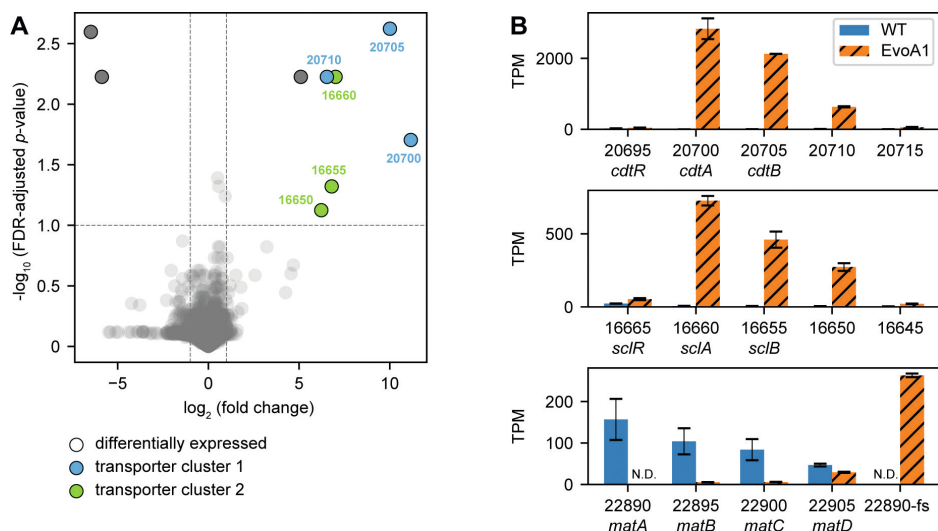 A
2.5
2.0
1.5
1.0
0.5
0
-log10 (FDR-adjusted p-value)
20705
20710
16660
20700
16655
16650
−5
0
5
10
log2 (fold change)
differentially expressed
transporter cluster 1
transporter cluster 2
B
WT
EvoA1
TPM
2000
0
20695 20700 20705 20710 20715
cdtR cdtA cdtB
TPM
500
0
16665 16660 16655 16650 16645
sclR sclA sclB
TPM
200
100
0
N.D.
N.D.
22890 22895 22900 22905 22890-fs
matA matB matC matD